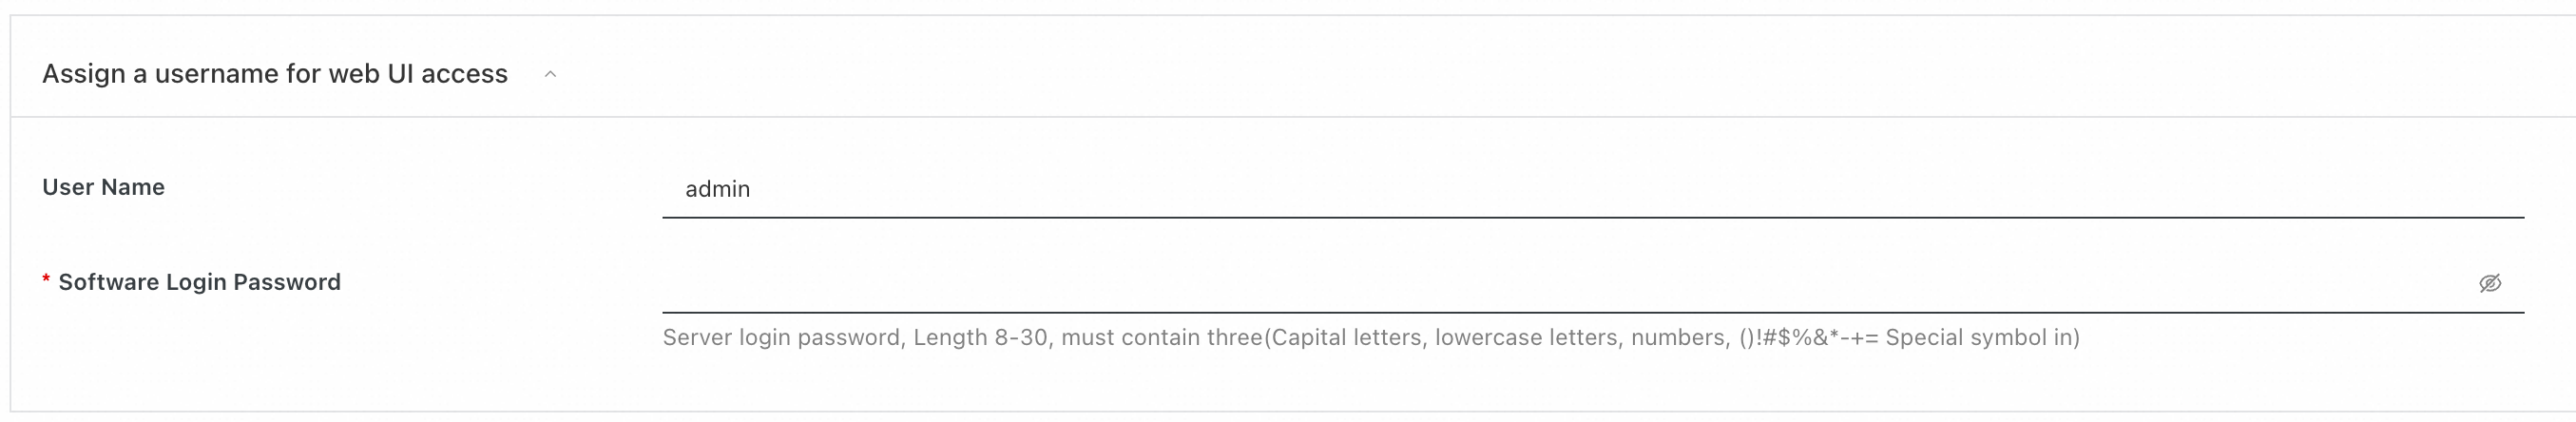 Assign a username for web UI access
User Name
admin
* Software Login Password
Server login password, Length 8-30, must contain three(Capital letters, lowercase letters, numbers, ()!#$%&*-+= Special symbol in)